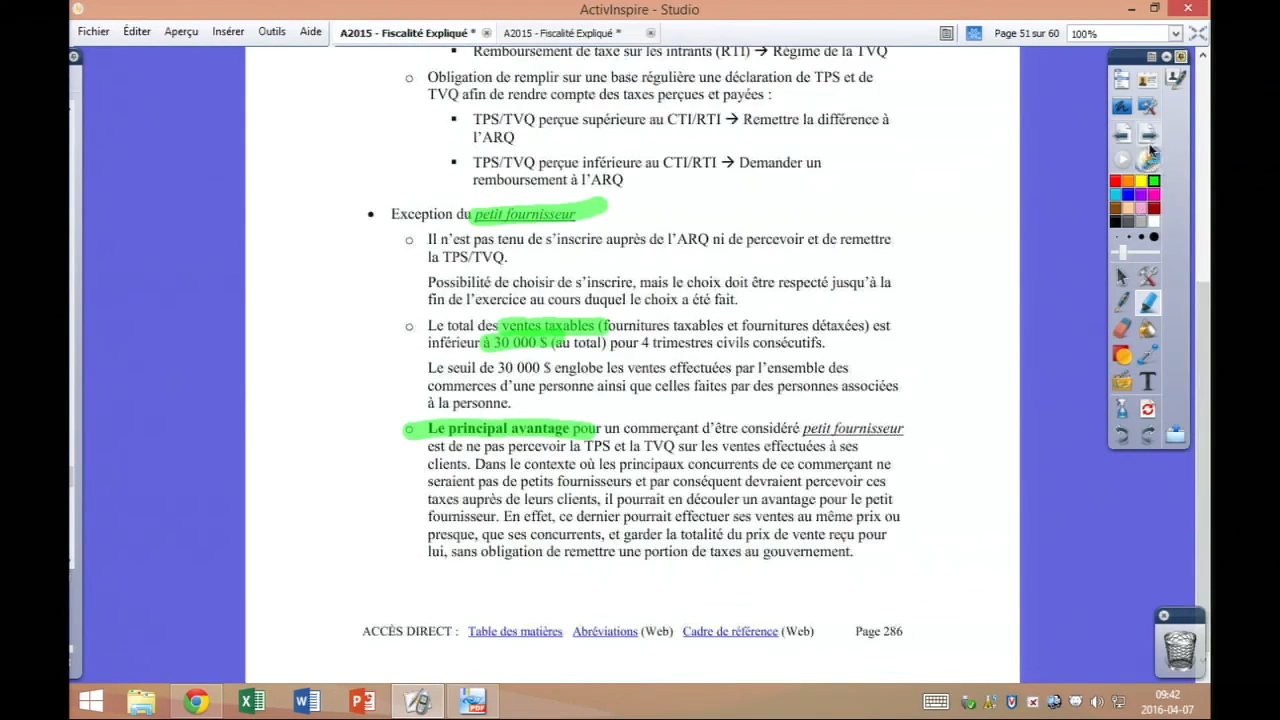 ActivInspire - Studio
Fichier Éditer Aperçu Insérer Outils Aide
A2015 - Fiscalité Expliqué *
A2015 - Fiscalité Expliqué *
Page 51 sur 60
100%
▪ Remboursement de taxe sur les intrants (RTI) → Régime de la TVQ
o Obligation de remplir sur une base régulière une déclaration de TPS et de
TVQ afin de rendre compte des taxes perçues et payées :
▪ TPS/TVQ perçue supérieure au CTI/RTI → Remettre la différence à
l’ARQ
▪ TPS/TVQ perçue inférieure au CTI/RTI → Demander un
remboursement à l’ARQ
• Exception du petit fournisseur
o Il n’est pas tenu de s’inscrire auprès de l’ARQ ni de percevoir et de remettre
la TPS/TVQ.
Possibilité de choisir de s’inscrire, mais le choix doit être respecté jusqu’à la
fin de l’exercice au cours duquel le choix a été fait.
o Le total des ventes taxables (fournitures taxables et fournitures détaxées) est
inférieur à 30 000 $ (au total) pour 4 trimestres civils consécutifs.
Le seuil de 30 000 $ englobe les ventes effectuées par l’ensemble des
commerces d’une personne ainsi que celles faites par des personnes associées
à la personne.
o Le principal avantage pour un commerçant d’être considéré petit fournisseur
est de ne pas percevoir la TPS et la TVQ sur les ventes effectuées à ses
clients. Dans le contexte où les principaux concurrents de ce commerçant ne
seraient pas de petits fournisseurs et par conséquent devraient percevoir ces
taxes auprès de leurs clients, il pourrait en découler un avantage pour le petit
fournisseur. En effet, ce dernier pourrait effectuer ses ventes au même prix ou
presque, que ses concurrents, et garder la totalité du prix de vente reçu pour
lui, sans obligation de remettre une portion de taxes au gouvernement.
ACCÈS DIRECT : Table des matières Abréviations (Web) Cadre de référence (Web) Page 286
09:42
2016-04-07